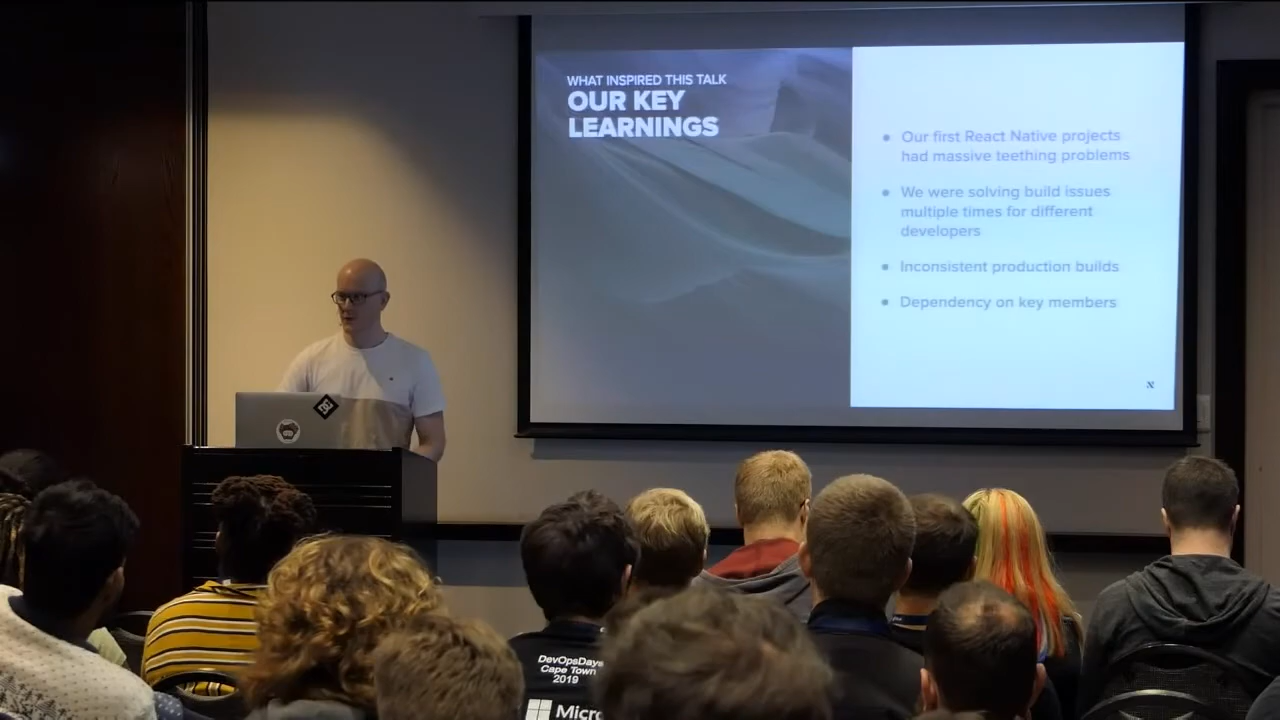 WHAT INSPIRED THIS TALK
OUR KEY
LEARNINGS
Our first React Native projects
had massive teething problems
We were solving build issues
multiple times for different
developers
Inconsistent production builds
Dependency on key members
DevOpsDays
Cape Town
2019
Micro